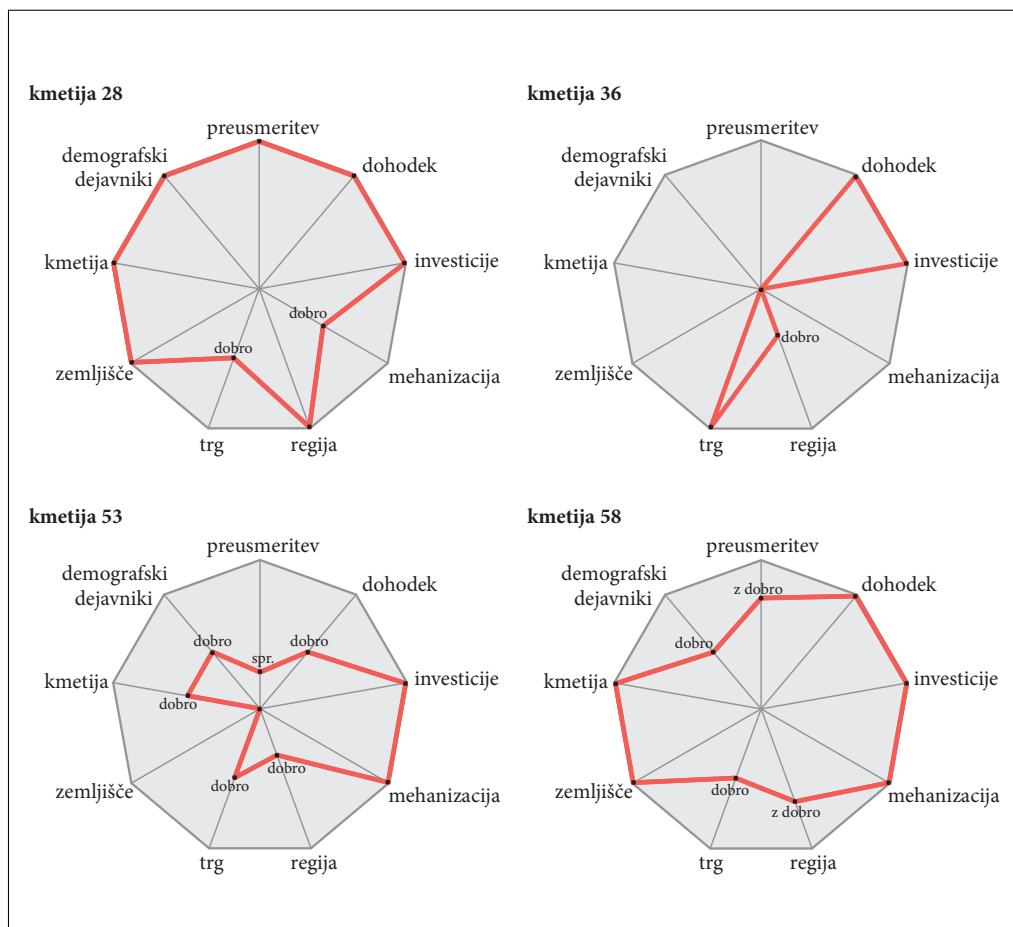 kmetija 28
preusmeritev
demografski
dejavniki
dohodek
kmetija
investicije
dobro
dobro
zemljišče
mehanizacija
trg
regija
kmetija 36
preusmeritev
demografski
dejavniki
dohodek
kmetija
investicije
dobro
zemljišče
mehanizacija
trg
regija
kmetija 53
preusmeritev
demografski
dejavniki
dohodek
dobro
spr.
dobro
kmetija
investicije
dobro
dobro
dobro
zemljišče
mehanizacija
trg
regija
kmetija 58
preusmeritev
demografski
dejavniki
z dobro
dohodek
dobro
kmetija
investicije
zemljišče
dobro
mehanizacija
z dobro
trg
regija